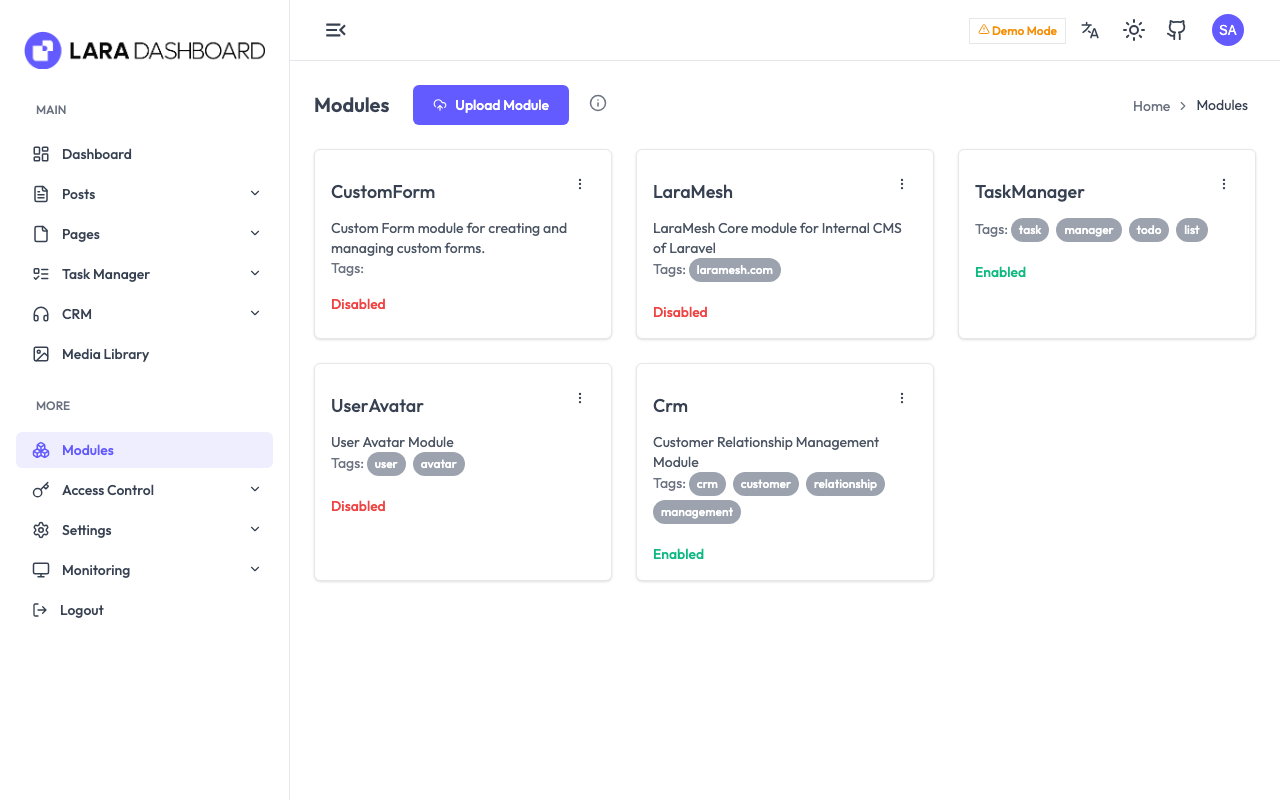 LARA DASHBOARD
MAIN
Dashboard
Posts
Pages
Task Manager
CRM
Media Library
MORE
Modules
Access Control
Settings
Monitoring
Logout
Demo Mode
SA
Modules
Upload Module
Home > Modules
CustomForm
Custom Form module for creating and
managing custom forms.
Tags:
Disabled
LaraMesh
LaraMesh Core module for Internal CMS
of Laravel
Tags: laramesh.com
Disabled
TaskManager
Tags: task manager todo list
Enabled
UserAvatar
User Avatar Module
Tags: user avatar
Disabled
Crm
Customer Relationship Management
Module
Tags: crm customer relationship
management
Enabled